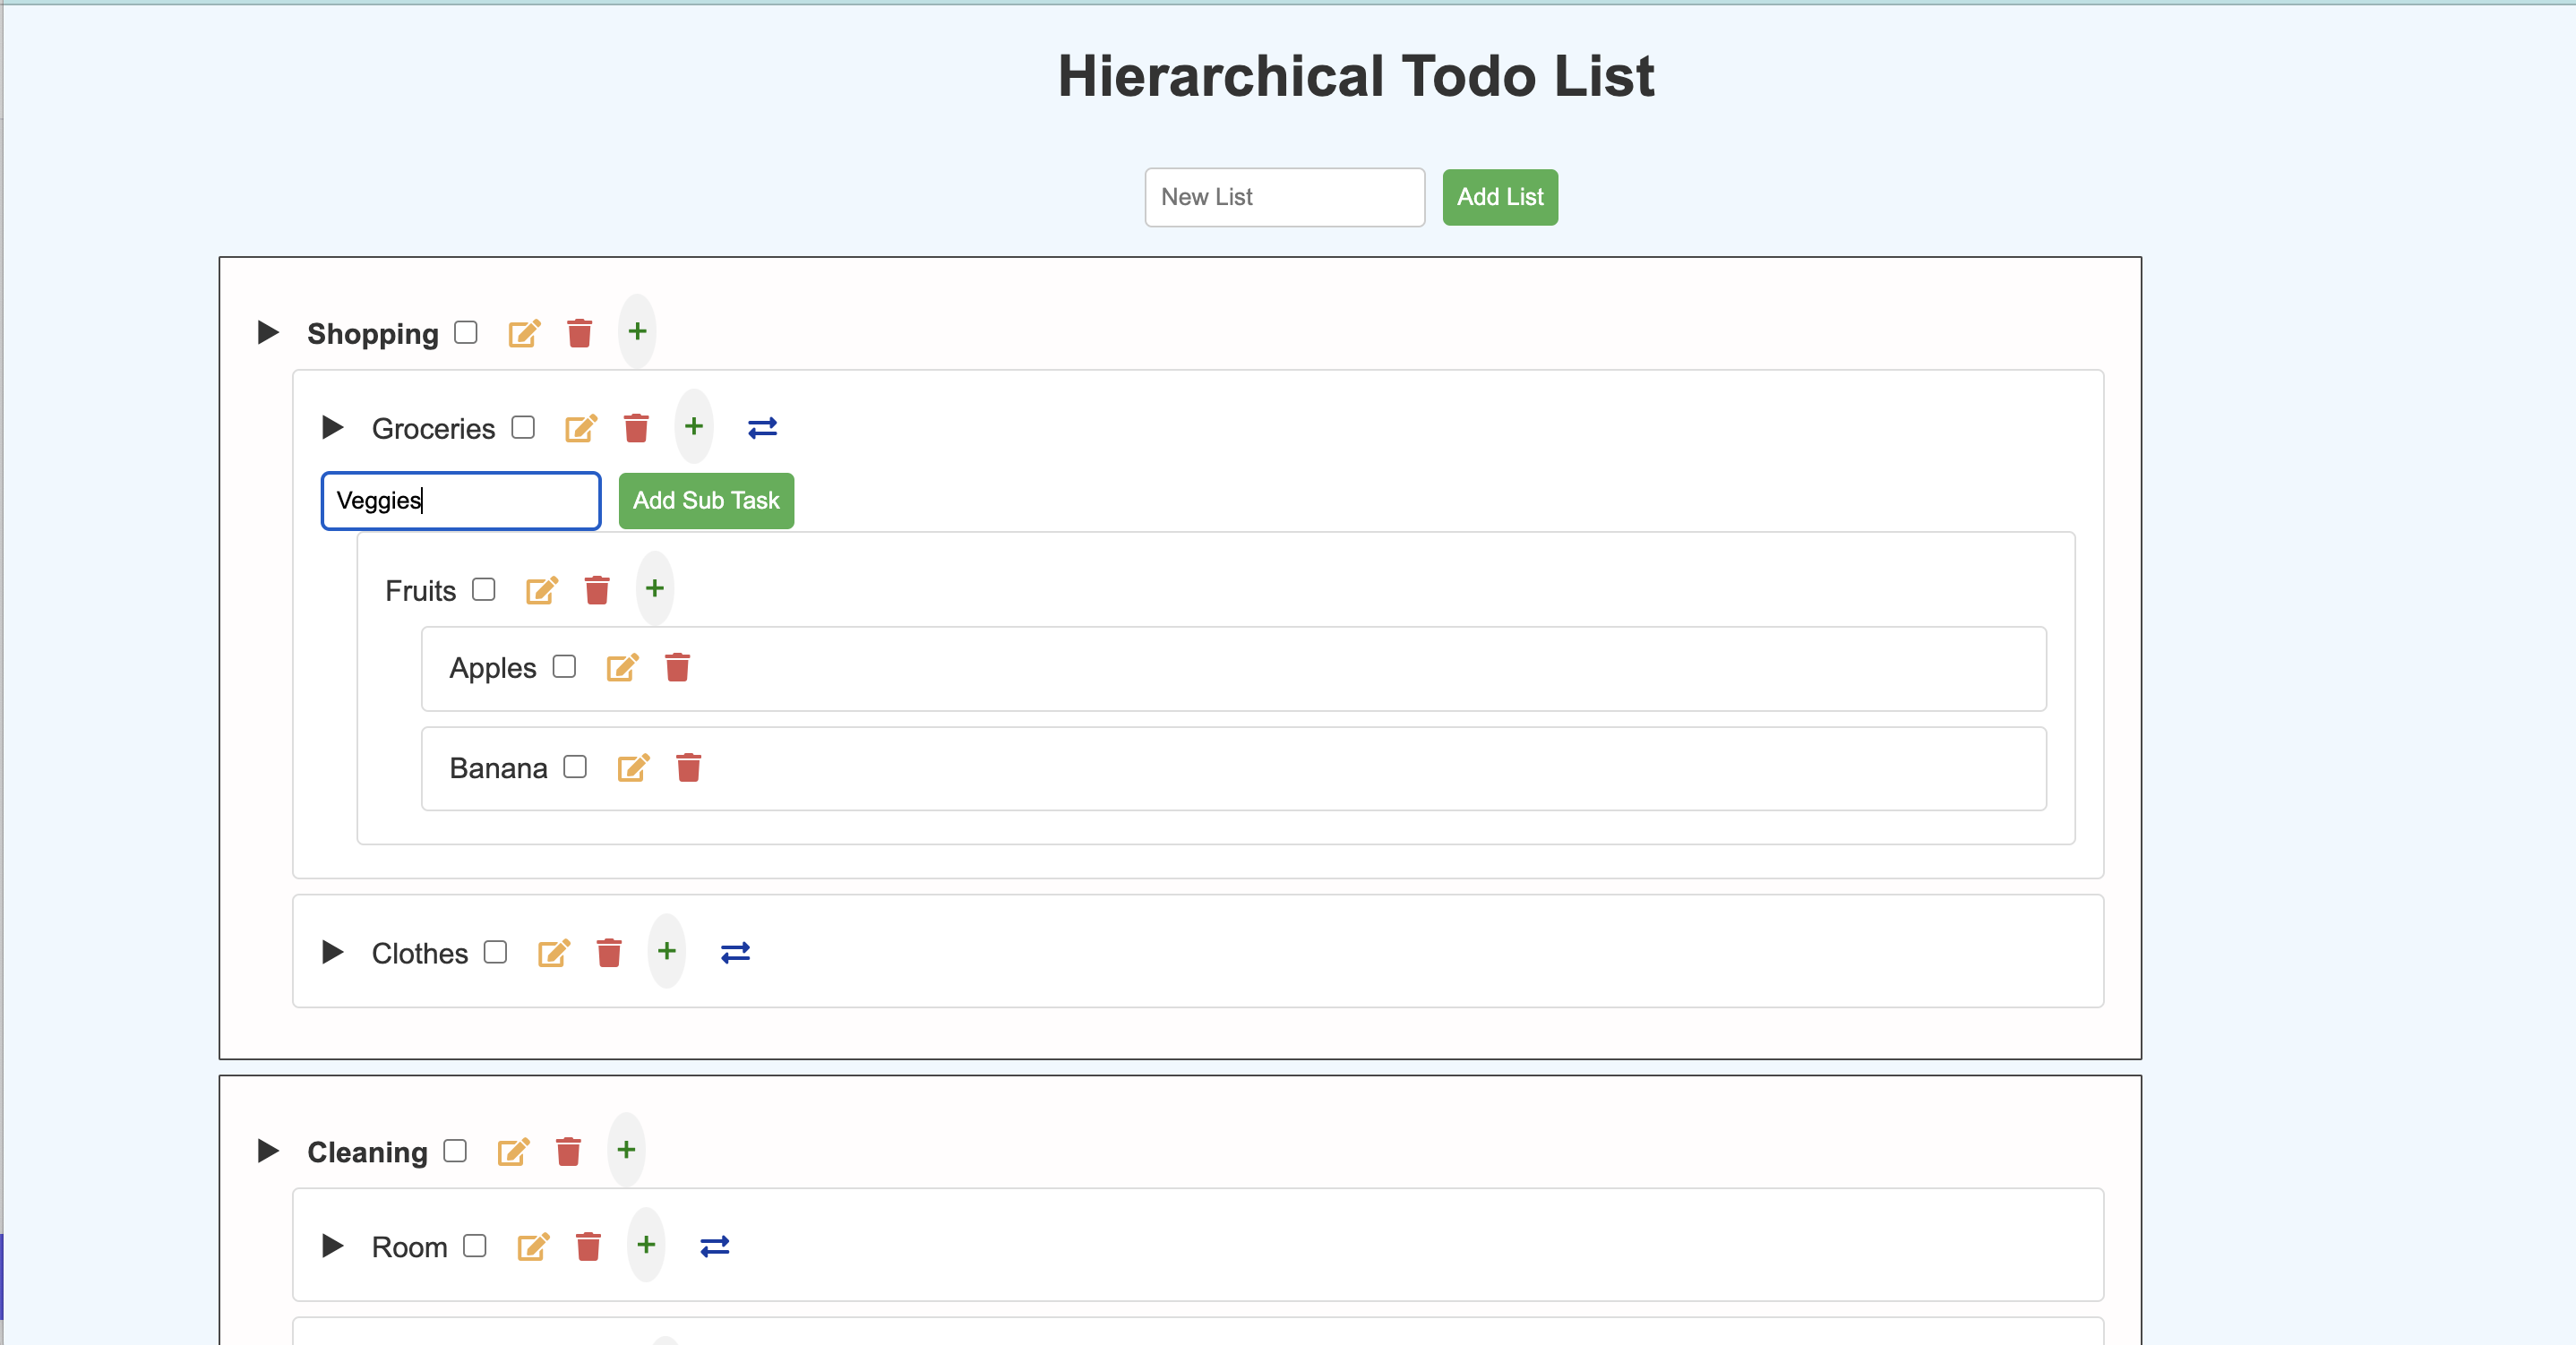 Hierarchical Todo List
New List Add List
Shopping
Groceries
Veggies Add Sub Task
Fruits
Apples
Banana
Clothes
Cleaning
Room